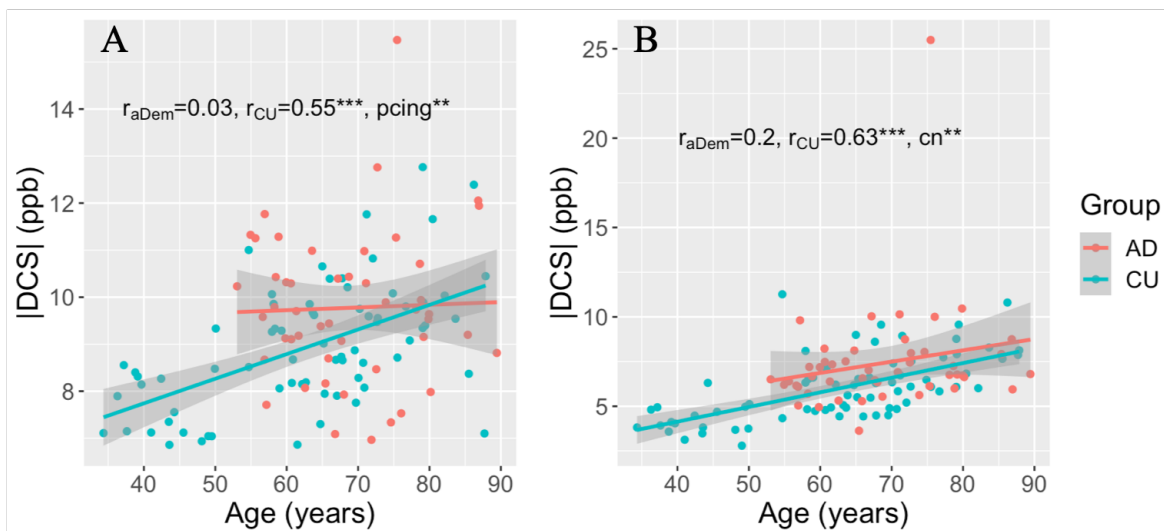 A
r_aDem=0.03, r_CU=0.55***, pcing**
|DCS| (ppb)
14
12
10
8
40 50 60 70 80 90
Age (years)
B
r_aDem=0.2, r_CU=0.63***, cn**
|DCS| (ppb)
25
20
15
10
5
40 50 60 70 80 90
Age (years)
Group
AD
CU